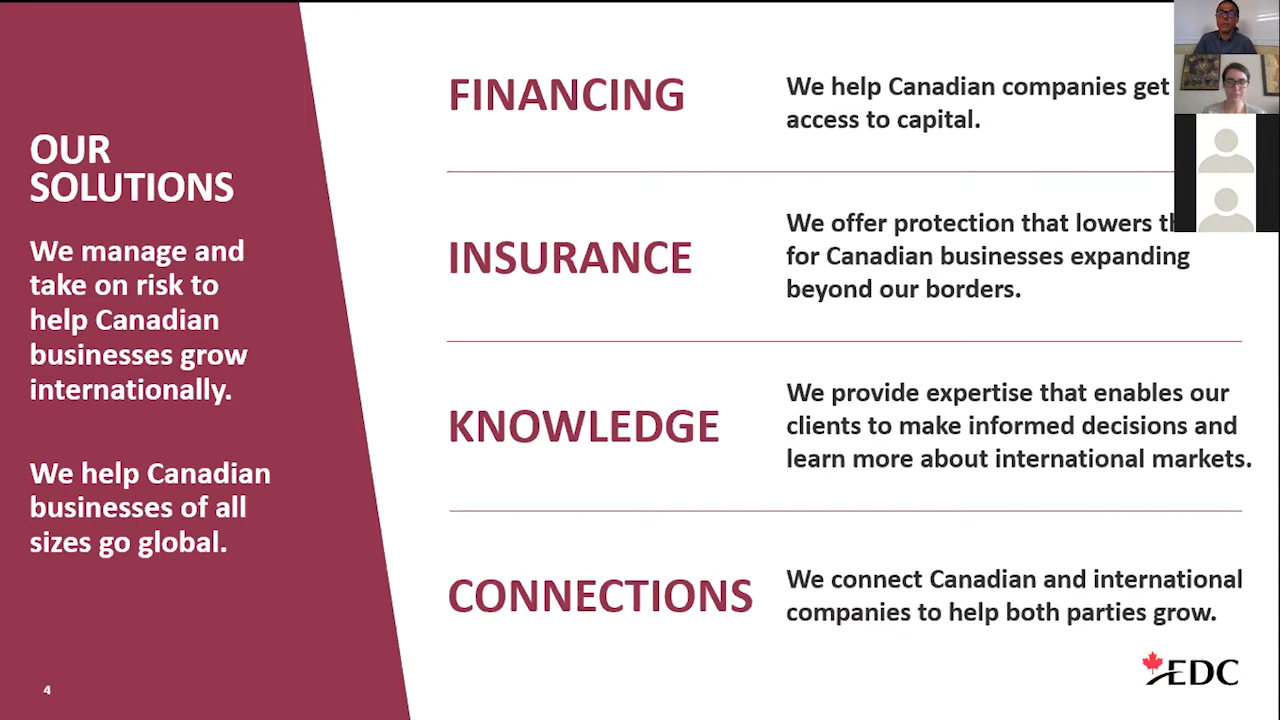 OUR
SOLUTIONS
We manage and
take on risk to
help Canadian
businesses grow
internationally.
We help Canadian
businesses of all
sizes go global.
4
FINANCING
We help Canadian companies get
access to capital.
INSURANCE
We offer protection that lowers
for Canadian businesses expanding
beyond our borders.
KNOWLEDGE
We provide expertise that enables our
clients to make informed decisions and
learn more about international markets.
CONNECTIONS
We connect Canadian and international
companies to help both parties grow.
EDC